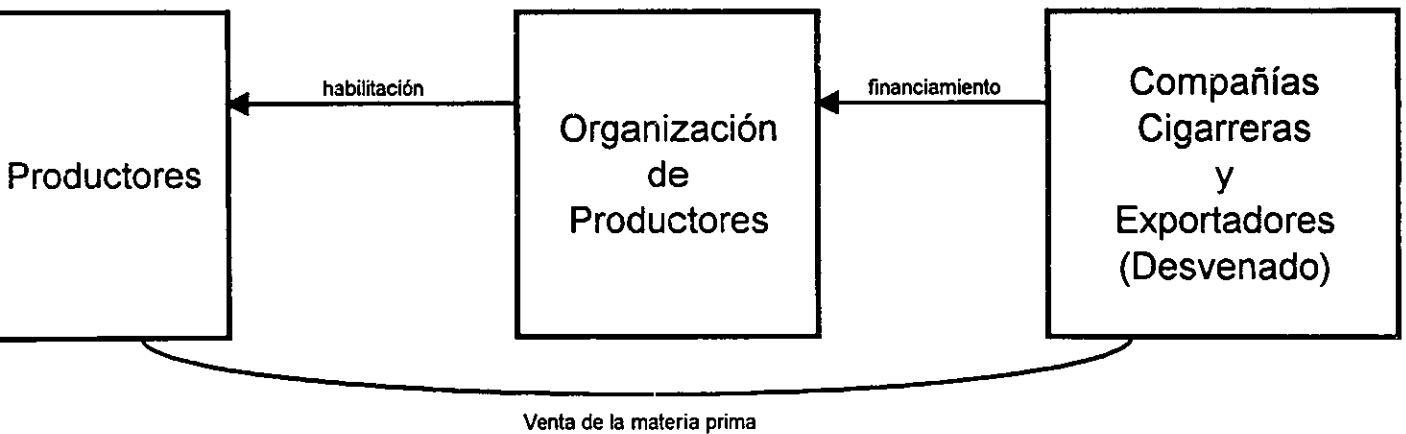 Productores
habilitación
Organización
de
Productores
financiamiento
Compañías
Cigarreras
y
Exportadores
(Desvenado)
Venta de la materia prima